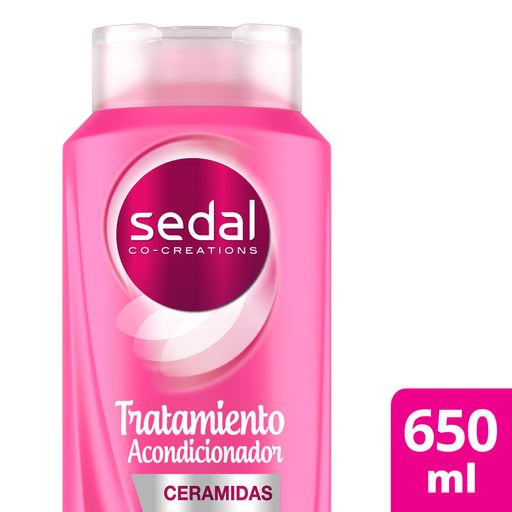 sedal
CO-CREATIONS
Tratamiento
Acondicionador
CERAMIDAS
650
ml